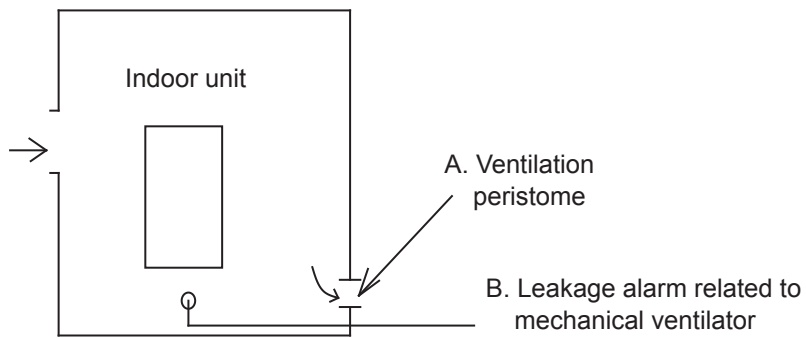 Indoor unit
A. Ventilation
peristome
B. Leakage alarm related to
mechanical ventilator